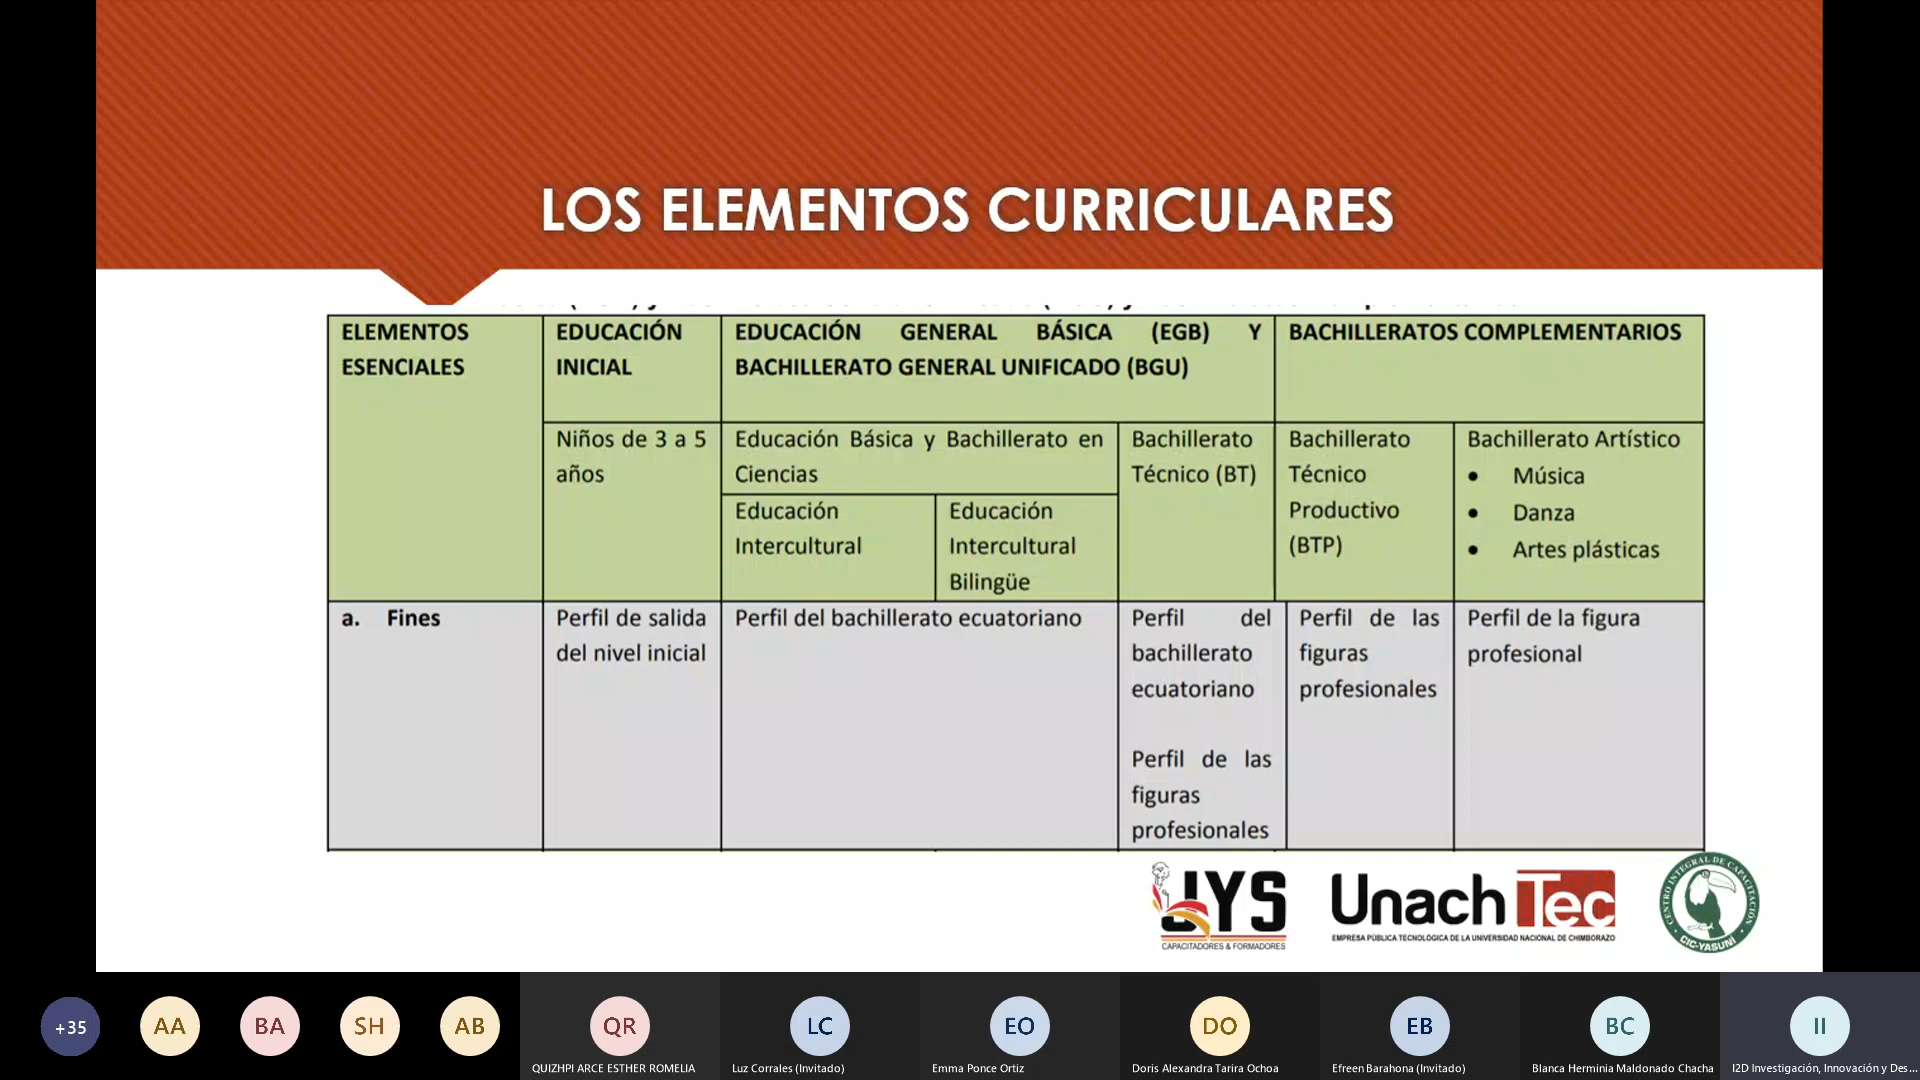 LOS ELEMENTOS CURRICULARES
ELEMENTOS
ESENCIALES
EDUCACIÓN
INICIAL
EDUCACIÓN GENERAL BÁSICA (EGB) Y
BACHILLERATO GENERAL UNIFICADO (BGU)
BACHILLERATOS COMPLEMENTARIOS
Niños de 3 a 5
años
Educación Básica y Bachillerato en
Ciencias
Educación
Intercultural
Educación
Intercultural
Bilingüe
Bachillerato
Técnico (BT)
Bachillerato
Técnico
Productivo
(BTP)
Bachillerato Artístico
• Música
• Danza
• Artes plásticas
a. Fines
Perfil de salida
del nivel inicial
Perfil del bachillerato ecuatoriano
Perfil del
bachillerato
ecuatoriano
Perfil de las
figuras
profesionales
Perfil de las
figuras
profesionales
Perfil de la figura
profesional
JYS
CAPACITADORES & FORMADORES
UnachTec
EMPRESA PÚBLICA TECNOLÓGICA DE LA UNIVERSIDAD NACIONAL DE CHIMBORAZO
CENTRO INTEGRAL DE CAPACITACIÓN
CIC-YASUNÍ
+35
AA
BA
SH
AB
QR
QUIZHPI ARCE ESTHER ROMELIA
LC
Luz Corrales (Invitado)
EO
Emma Ponce Ortiz
DO
Doris Alexandra Tarira Ochoa
EB
Efreen Barahona (Invitado)
BC
Blanca Herminia Maldonado Chacha
II
I2D Investigación, Innovación y Des...